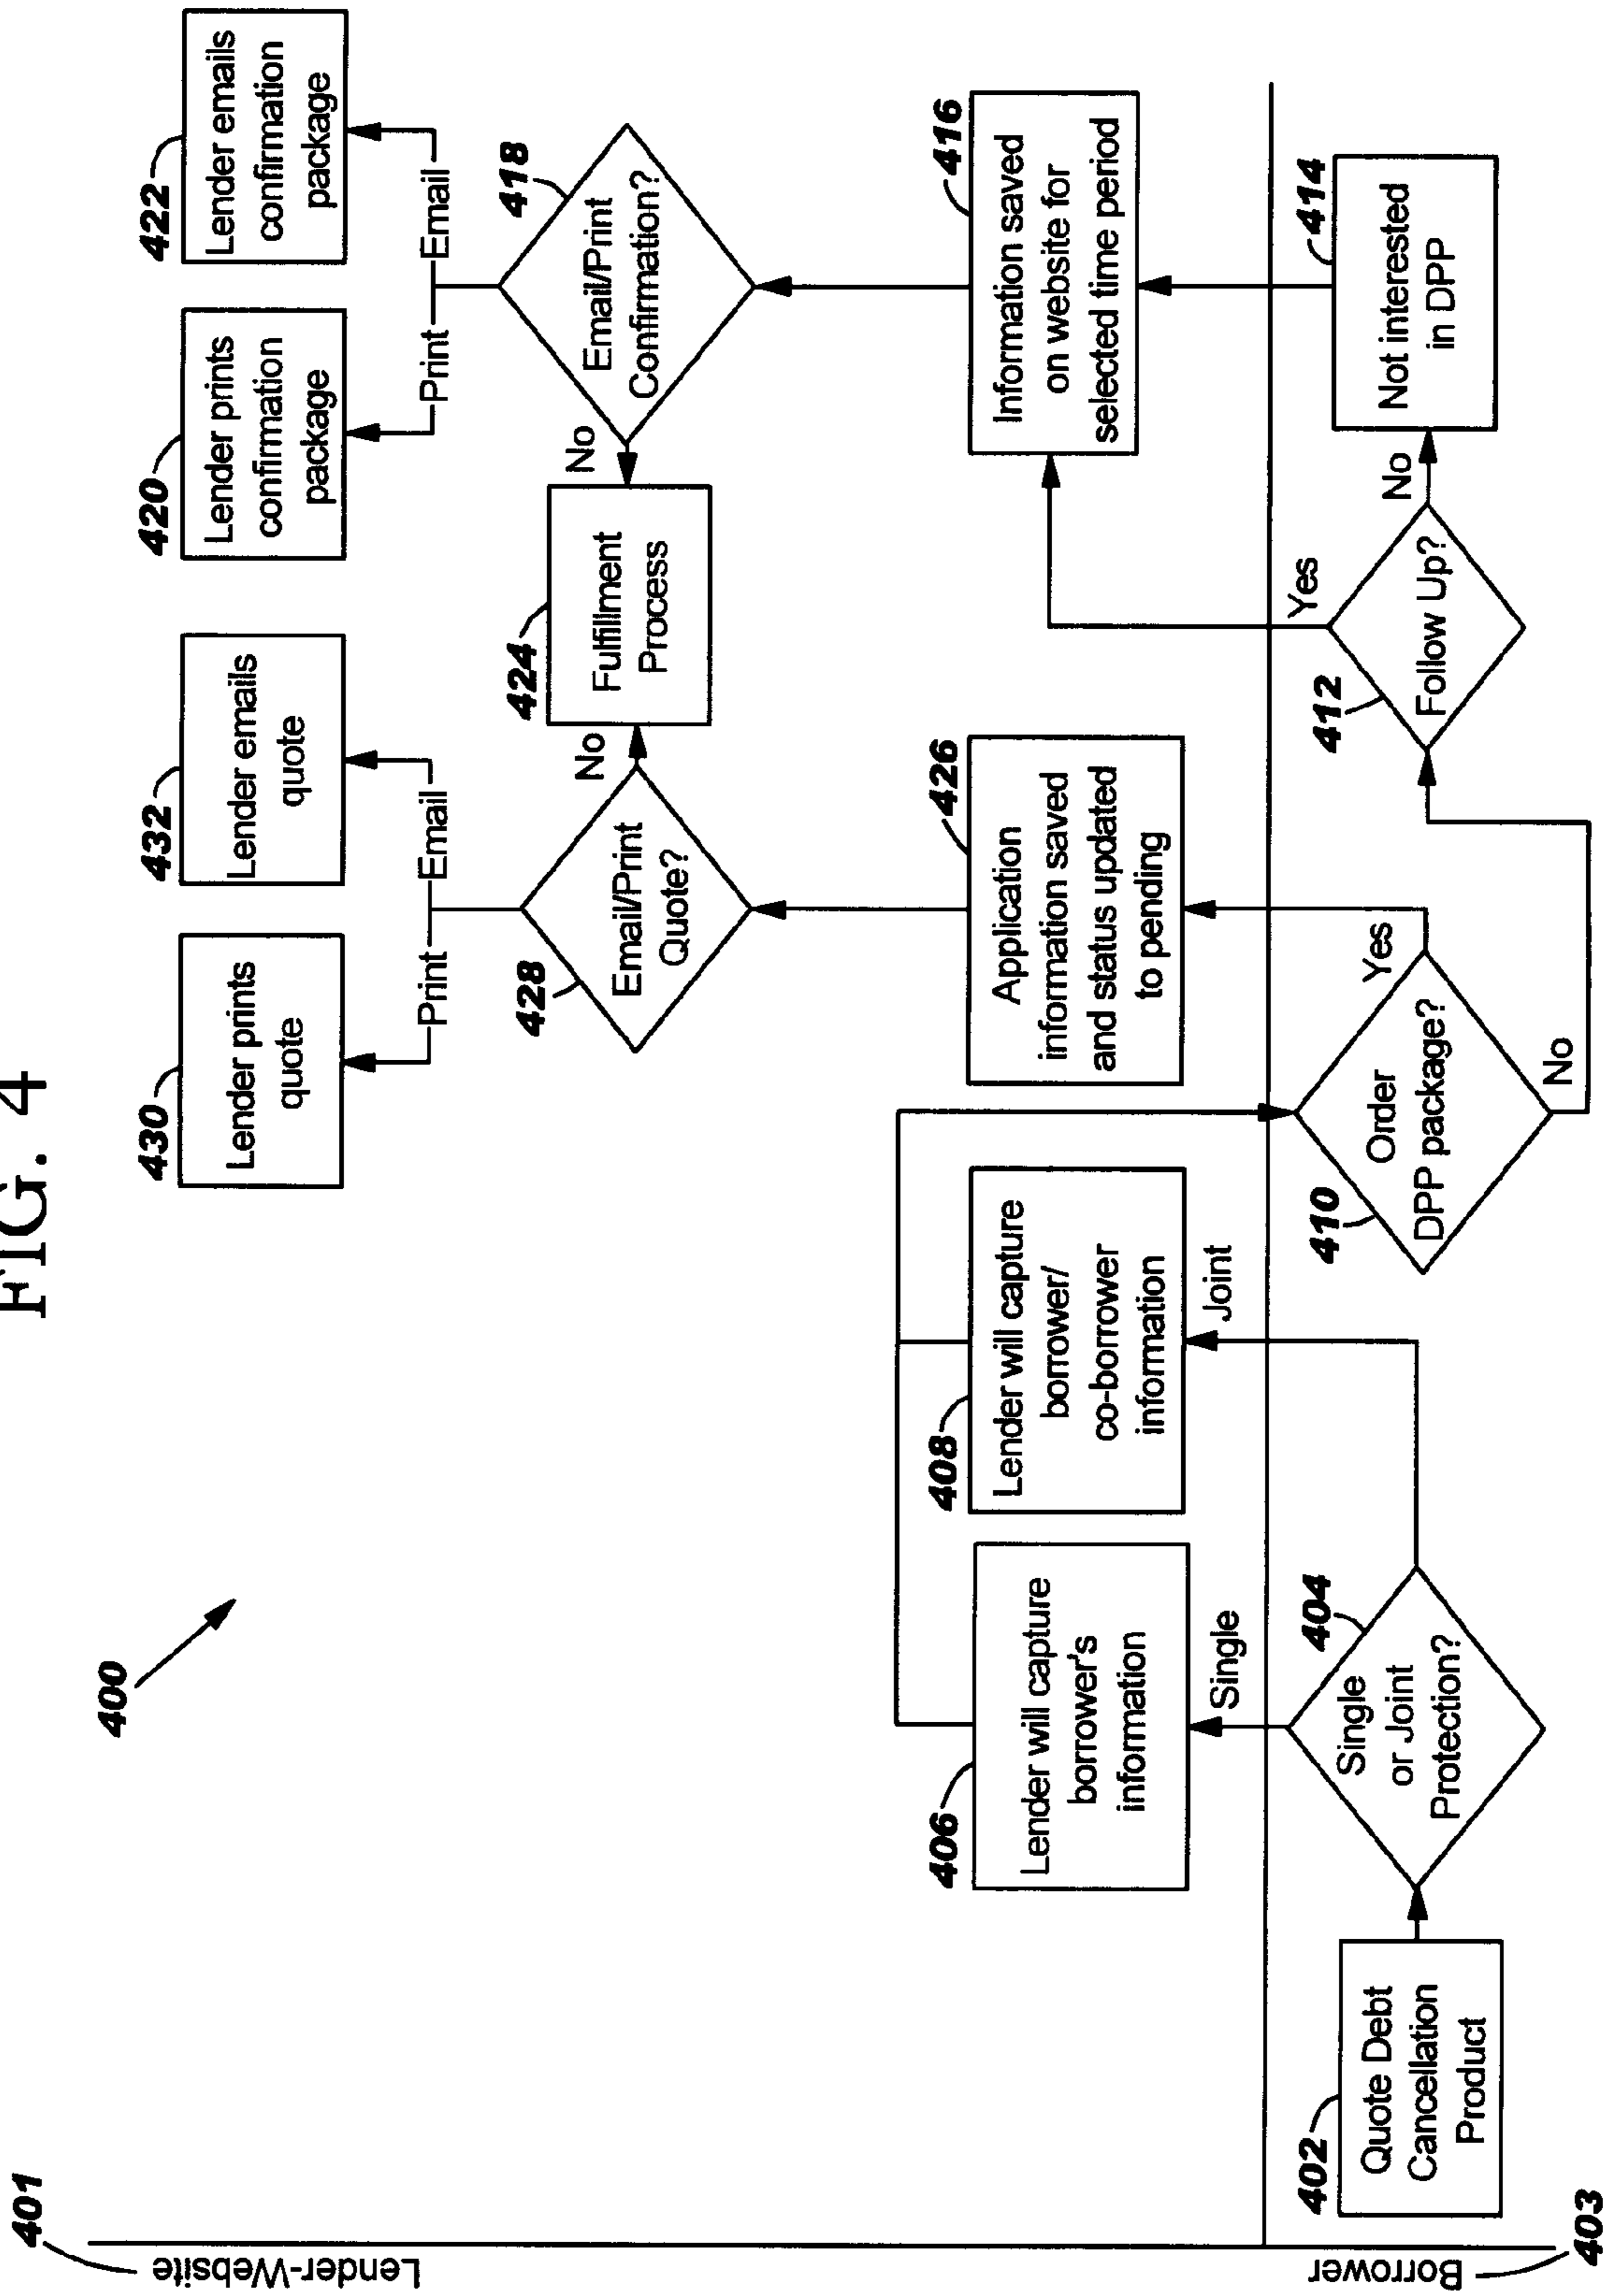 FIG. 4
400
401
Lender-Website
403
Borrower
402
Quote Debt
Cancellation
Product
404
Single
or Joint
Protection?
Single
Joint
406
Lender will capture
borrower's
information
408
Lender will capture
borrower/
co-borrower
information
410
Order
DPP package?
Yes
No
412
Follow Up?
Yes
No
414
Not interested
in DPP
416
Information saved
on website for
selected time period
418
Email/Print
Confirmation?
Print
Email
No
420
Lender prints
confirmation
package
422
Lender emails
confirmation
package
424
Fulfillment
Process
426
Application
information saved
and status updated
to pending
428
Email/Print
Quote?
Print
Email
No
430
Lender prints
quote
432
Lender emails
quote